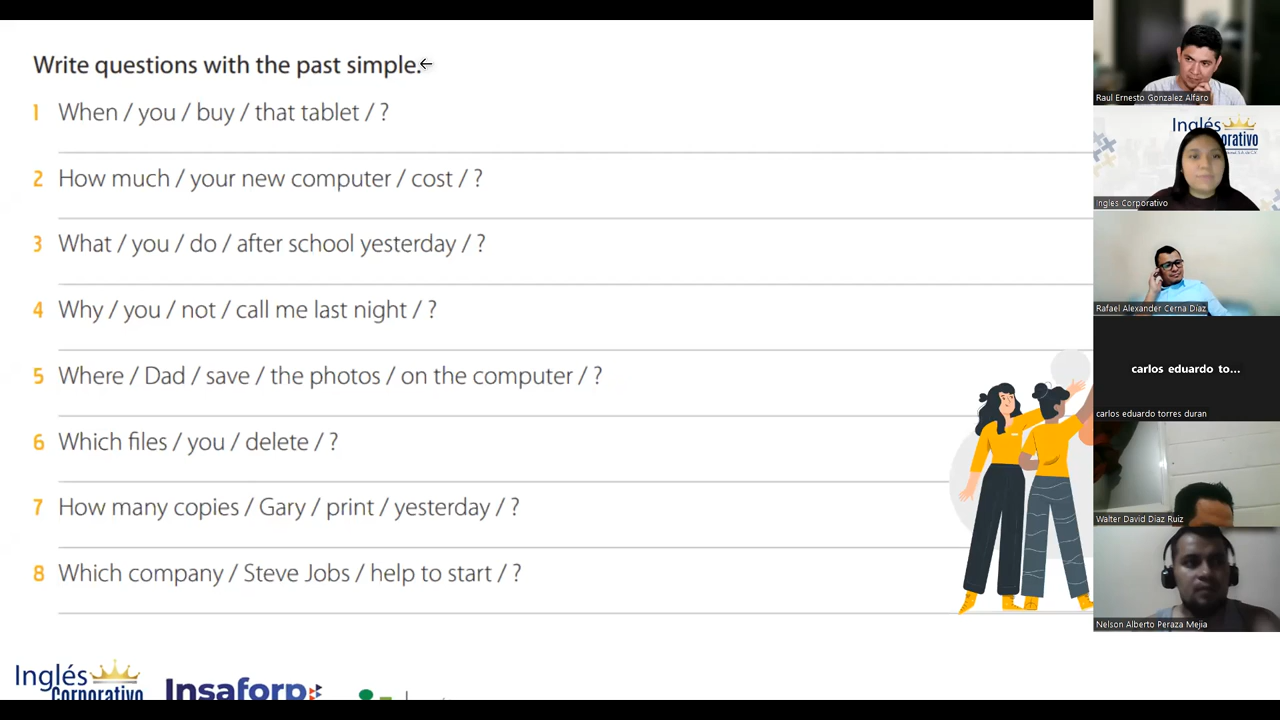 Write questions with the past simple.
1 When / you / buy / that tablet / ?
2 How much / your new computer / cost / ?
3 What / you / do / after school yesterday / ?
4 Why / you / not / call me last night / ?
5 Where / Dad / save / the photos / on the computer / ?
6 Which files / you / delete / ?
7 How many copies / Gary / print / yesterday / ?
8 Which company / Steve Jobs / help to start / ?
Inglés
Corporativo
Insaforp
Raul Ernesto Gonzalez Alfaro
Inglés
Ingles Corporativo
Rafael Alexander Cerna Díaz
carlos eduardo to...
carlos eduardo torres duran
Walter David Diaz Ruiz
Nelson Alberto Peraza Mejia